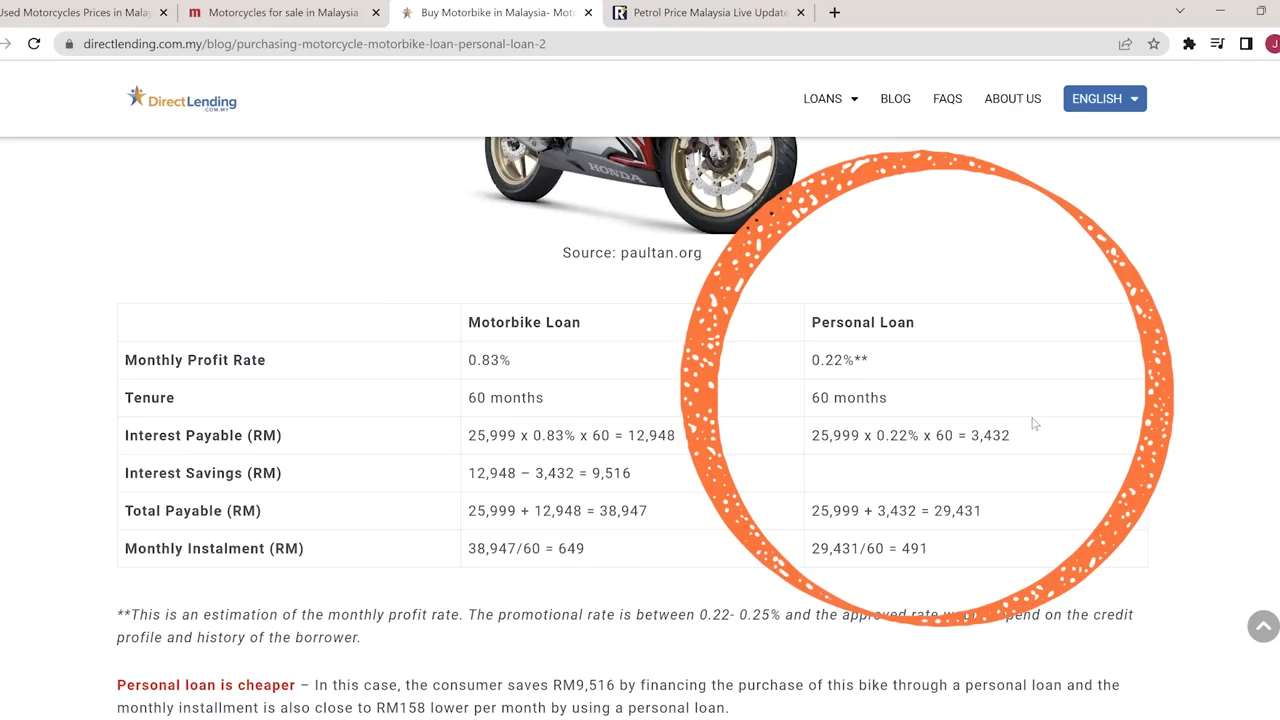 Used Motorcycles Prices in Malay
Motorcycles for sale in Malaysia
Buy Motorbike in Malaysia- Moto
Petrol Price Malaysia Live Update
directlending.com.my/blog/purchasing-motorcycle-motorbike-loan-personal-loan-2
J
DirectLending
.COM.MY
LOANS
BLOG
FAQS
ABOUT US
ENGLISH
HONDA
Source: paultan.org
Motorbike Loan Personal Loan
Monthly Profit Rate 0.83% 0.22%**
Tenure 60 months 60 months
Interest Payable (RM) 25,999 x 0.83% x 60 = 12,948 25,999 x 0.22% x 60 = 3,432
Interest Savings (RM) 12,948 – 3,432 = 9,516
Total Payable (RM) 25,999 + 12,948 = 38,947 25,999 + 3,432 = 29,431
Monthly Instalment (RM) 38,947/60 = 649 29,431/60 = 491
**This is an estimation of the monthly profit rate. The promotional rate is between 0.22- 0.25% and the approved rate on the credit
profile and history of the borrower.
Personal loan is cheaper – In this case, the consumer saves RM9,516 by financing the purchase of this bike through a personal loan and the
monthly installment is also close to RM158 lower per month by using a personal loan.